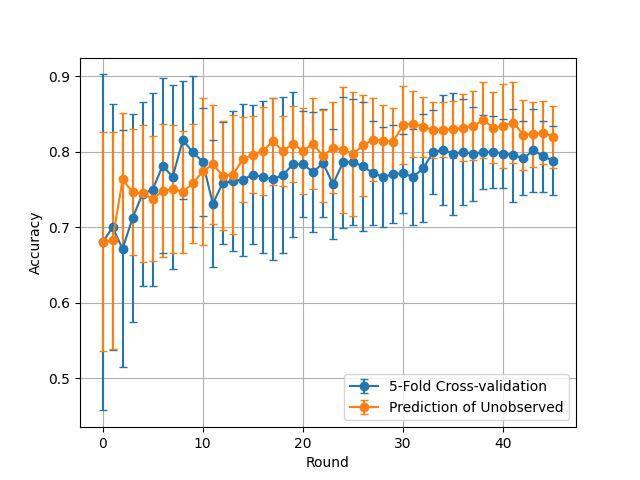 0.9
0.8
0.7
0.6
0.5
Accuracy
0 10 20 30 40
Round
5-Fold Cross-validation
Prediction of Unobserved